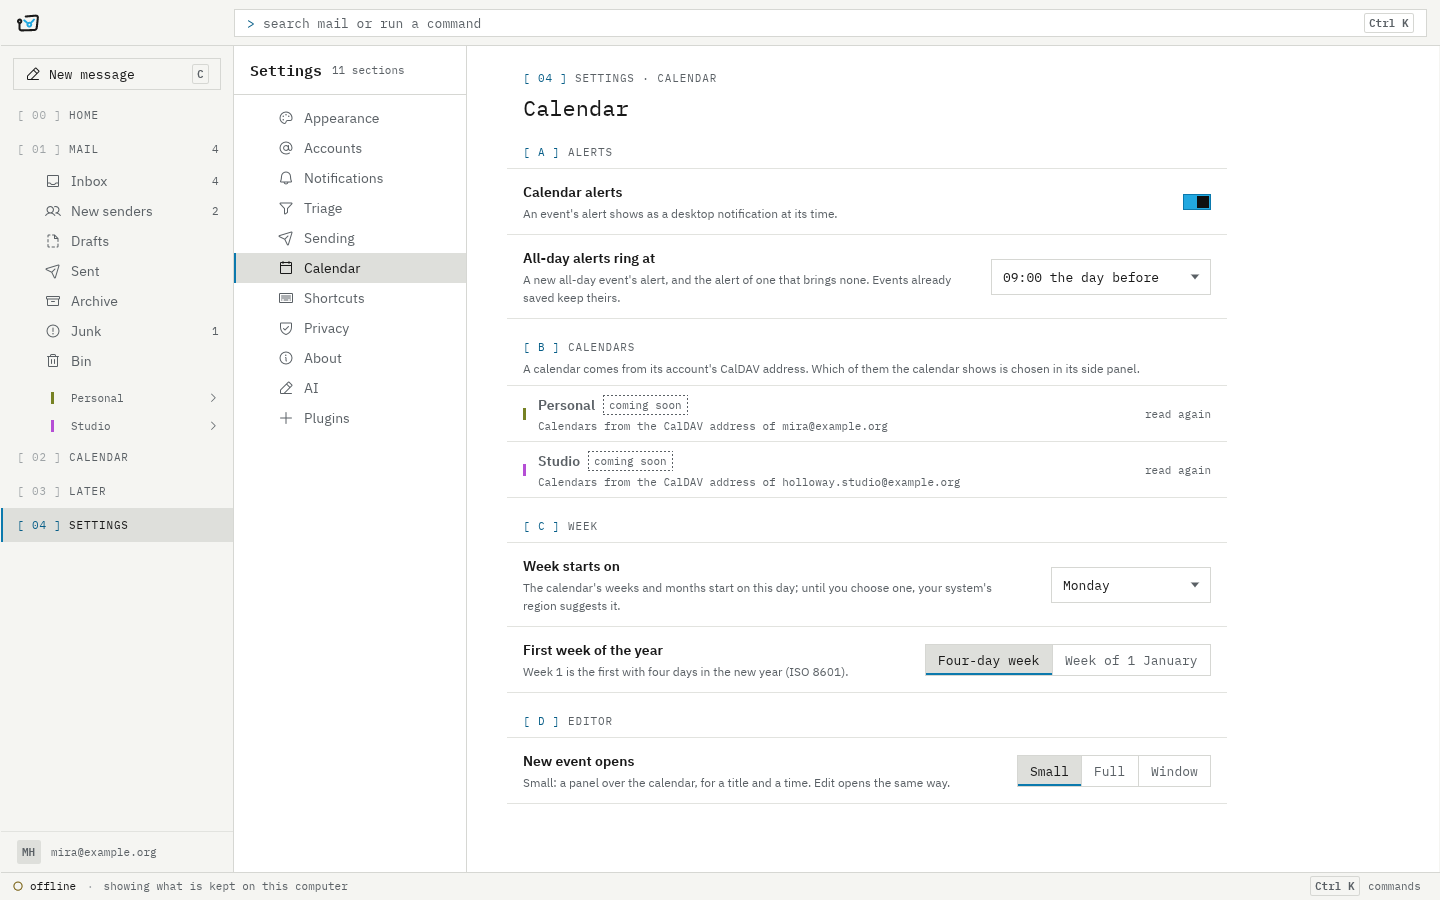 > search mail or run a command Ctrl K
New message C
[ 00 ] HOME
[ 01 ] MAIL 4
Inbox 4
New senders 2
Drafts
Sent
Archive
Junk 1
Bin
Personal
Studio
[ 02 ] CALENDAR
[ 03 ] LATER
[ 04 ] SETTINGS
MH mira@example.org
Settings 11 sections
Appearance
Accounts
Notifications
Triage
Sending
Calendar
Shortcuts
Privacy
About
AI
Plugins
[ 04 ] SETTINGS · CALENDAR
Calendar
[ A ] ALERTS
Calendar alerts
An event's alert shows as a desktop notification at its time.
All-day alerts ring at
A new all-day event's alert, and the alert of one that brings none. Events already
saved keep theirs.
09:00 the day before
[ B ] CALENDARS
A calendar comes from its account's CalDAV address. Which of them the calendar shows is chosen in its side panel.
Personal coming soon
Calendars from the CalDAV address of mira@example.org
read again
Studio coming soon
Calendars from the CalDAV address of holloway.studio@example.org
read again
[ C ] WEEK
Week starts on
The calendar's weeks and months start on this day; until you choose one, your system's
region suggests it.
Monday
First week of the year
Week 1 is the first with four days in the new year (ISO 8601).
Four-day week Week of 1 January
[ D ] EDITOR
New event opens
Small: a panel over the calendar, for a title and a time. Edit opens the same way.
Small Full Window
offline · showing what is kept on this computer
Ctrl K commands